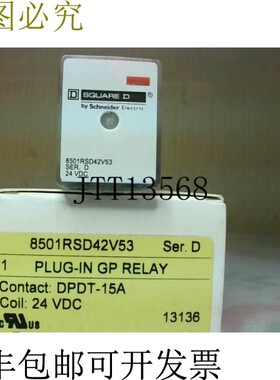 图必究
SQUARE D
by Schneider Electric
8501RSD42V53
SER. D
24 VDC
JTT13568
8501RSD42V53 Ser. D
1 PLUG-IN GP RELAY
Contact: DPDT-15A
Coil: 24 VDC
US
13136
包邮可开发票